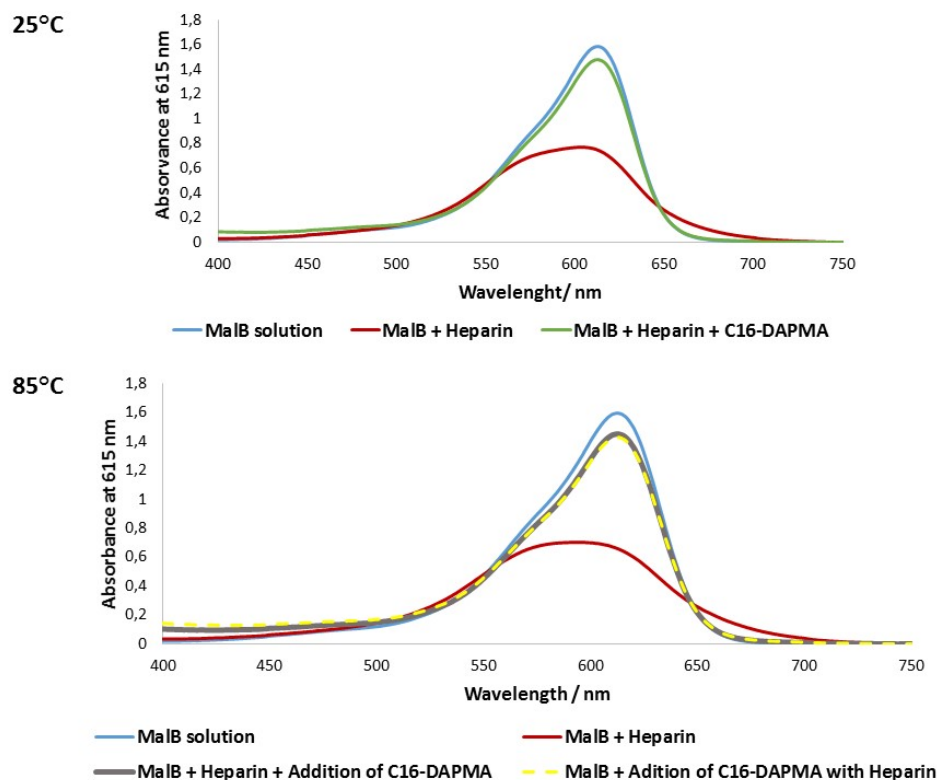 25°C
Absorvance at 615 nm
1,8
1,6
1,4
1,2
1
0,8
0,6
0,4
0,2
0
400 450 500 550 600 650 700 750
Wavelenght/ nm
MalB solution MalB + Heparin MalB + Heparin + C16-DAPMA
85°C
Absorbance at 615 nm
1,8
1,6
1,4
1,2
1
0,8
0,6
0,4
0,2
0
400 450 500 550 600 650 700 750
Wavelength / nm
MalB solution MalB + Heparin
MalB + Heparin + Addition of C16-DAPMA MalB + Adition of C16-DAPMA with Heparin